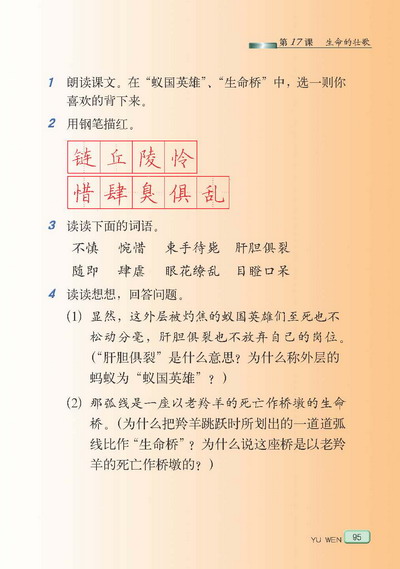 第17课 生命的壮歌
1 朗读课文。在“蚁国英雄”、“生命桥”中，选一则你
喜欢的背下来。
2 用钢笔描红。
链丘陵怜
惜肆臭俱乱
3 读读下面的词语。
不慎 惋惜 束手待毙 肝胆俱裂
随即 肆虐 眼花缭乱 目瞪口呆
4 读读想想，回答问题。
(1) 显然，这外层被灼焦的蚁国英雄们至死也不
松动分毫，肝胆俱裂也不放弃自己的岗位。
(“肝胆俱裂”是什么意思？为什么称外层的
蚂蚁为“蚁国英雄”？)
(2) 那弧线是一座以老羚羊的死亡作桥墩的生命
桥。(为什么把羚羊跳跃时所划出的一道道弧
线比作“生命桥”？为什么说这座桥是以老羚
羊的死亡作桥墩的？)
YU WEN 95